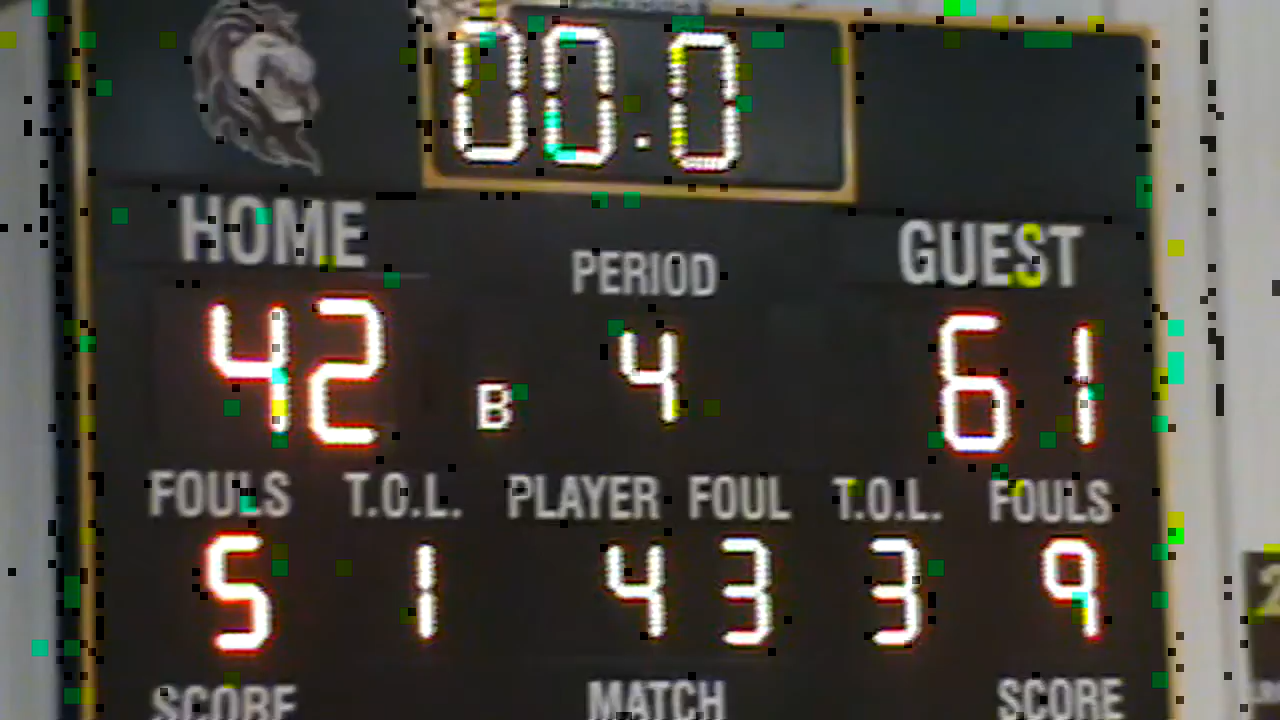 00.0
HOME PERIOD GUEST
42 B 4 61
FOULS T.O.L. PLAYER FOUL T.O.L. FOULS
5 1 4 3 3 9
SCORE MATCH SCORE
2